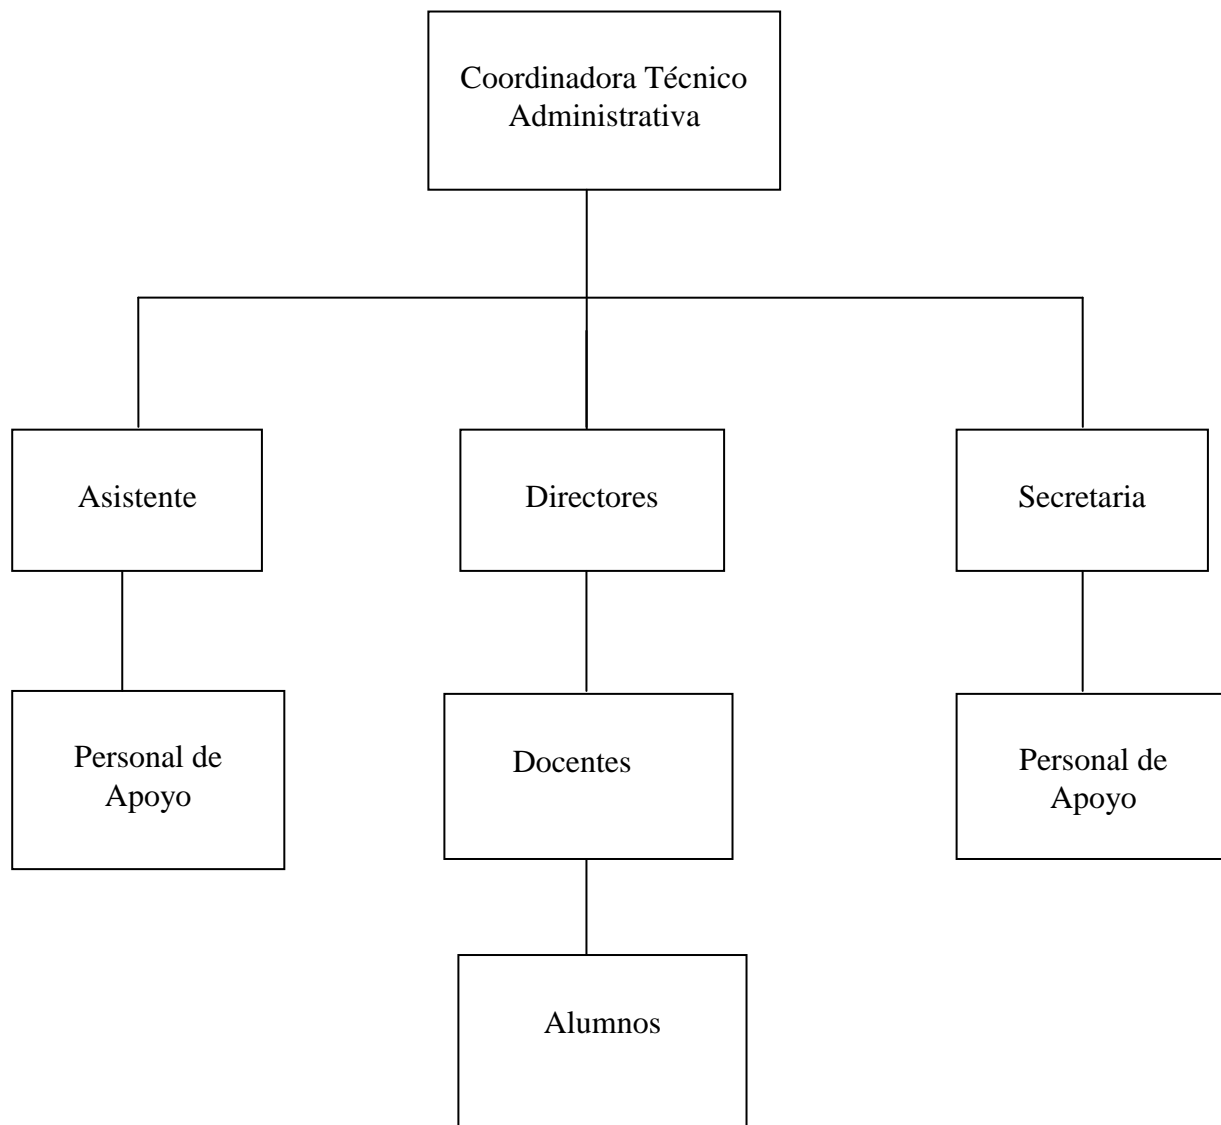 Coordinadora Técnico
Administrativa
Asistente
Directores
Secretaria
Personal de
Apoyo
Docentes
Personal de
Apoyo
Alumnos